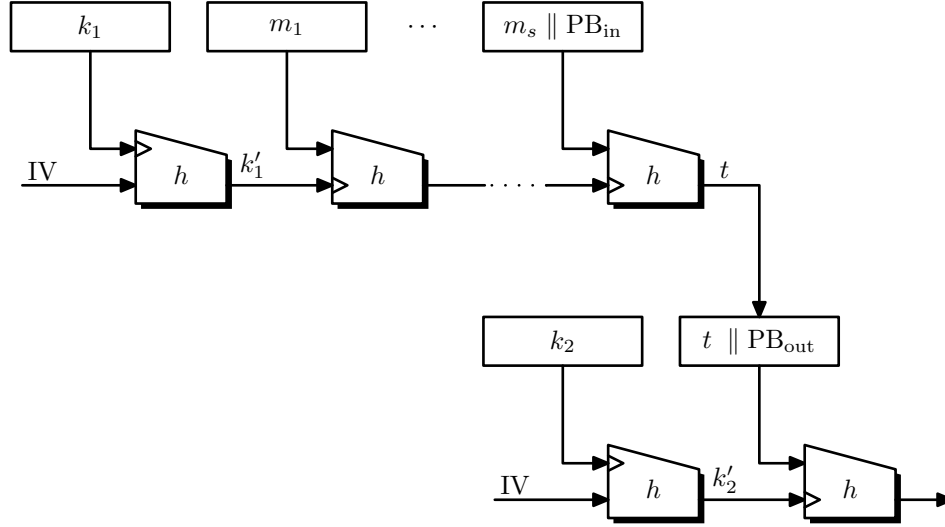 k₁ m₁ ⋯ mₛ ∥ PBᵢₙ
IV h k′₁ h · · · · h t
k₂ t ∥ PBₒᵤₜ
IV h k′₂ h